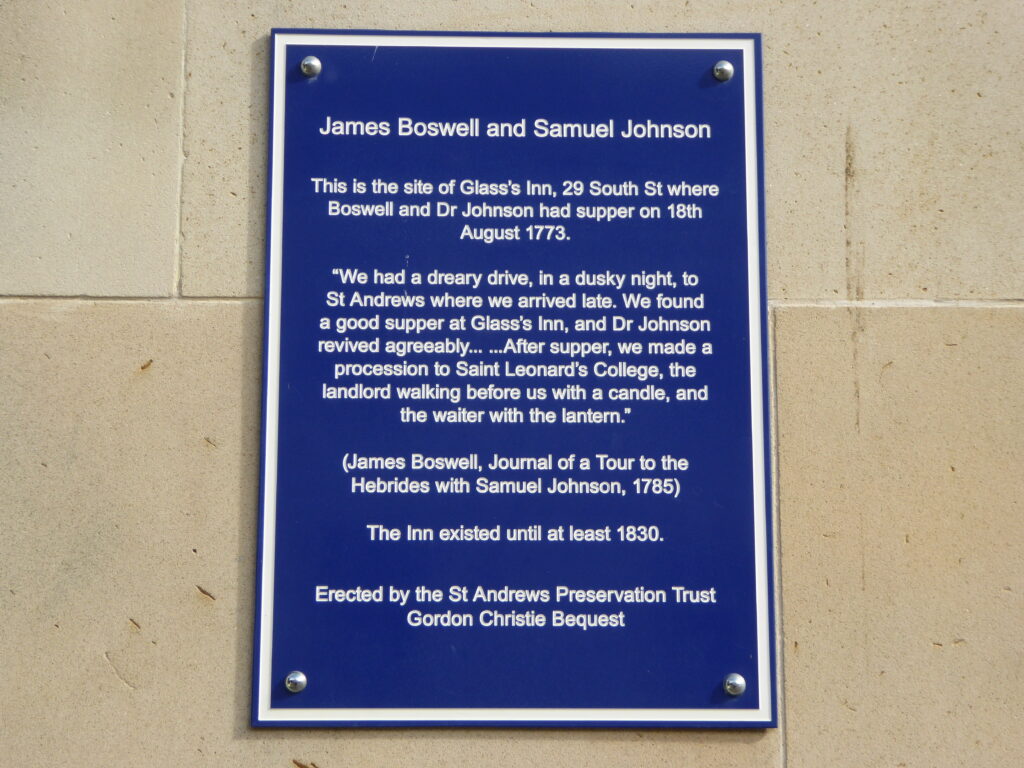 James Boswell and Samuel Johnson
This is the site of Glass's Inn, 29 South St where
Boswell and Dr Johnson had supper on 18th
August 1773.
“We had a dreary drive, in a dusky night, to
St Andrews where we arrived late. We found
a good supper at Glass's Inn, and Dr Johnson
revived agreeably... ...After supper, we made a
procession to Saint Leonard's College, the
landlord walking before us with a candle, and
the waiter with the lantern.”
(James Boswell, Journal of a Tour to the
Hebrides with Samuel Johnson, 1785)
The Inn existed until at least 1830.
Erected by the St Andrews Preservation Trust
Gordon Christie Bequest